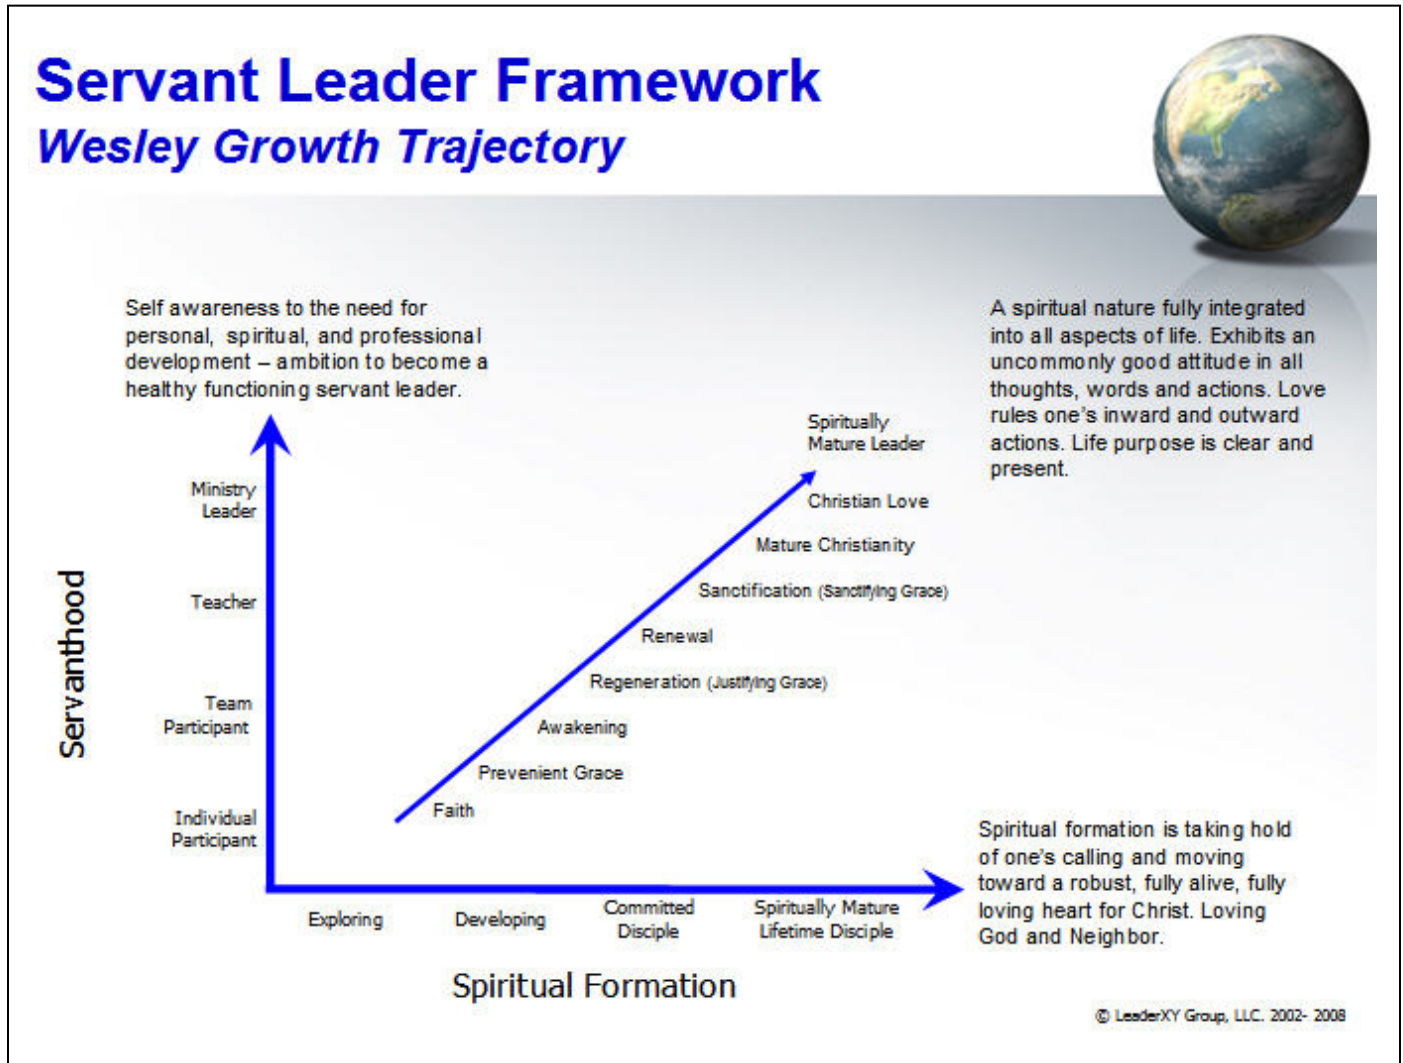 Servant Leader Framework
Wesley Growth Trajectory
Self awareness to the need for
personal, spiritual, and professional
development – ambition to become a
healthy functioning servant leader.
A spiritual nature fully integrated
into all aspects of life. Exhibits an
uncommonly good attitude in all
thoughts, words and actions. Love
rules one's inward and outward
actions. Life purpose is clear and
present.
Servanthood
Ministry
Leader
Teacher
Team
Participant
Individual
Participant
Spiritually
Mature Leader
Christian Love
Mature Christianity
Sanctification (Sanctifying Grace)
Renewal
Regeneration (Justifying Grace)
Awakening
Prevenient Grace
Faith
Spiritual formation is taking hold
of one's calling and moving
toward a robust, fully alive, fully
loving heart for Christ. Loving
God and Neighbor.
Exploring
Developing
Committed
Disciple
Spiritually Mature
Lifetime Disciple
Spiritual Formation
© LeaderXY Group, LLC. 2002- 2008